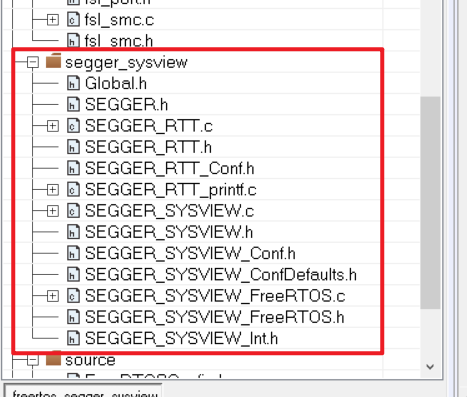 fsl_port.h
fsl_smc.c
fsl_smc.h
segger_sysview
Global.h
SEGGER.h
SEGGER_RTT.c
SEGGER_RTT.h
SEGGER_RTT_Conf.h
SEGGER_RTT_printf.c
SEGGER_SYSVIEW.c
SEGGER_SYSVIEW.h
SEGGER_SYSVIEW_Conf.h
SEGGER_SYSVIEW_ConfDefaults.h
SEGGER_SYSVIEW_FreeRTOS.c
SEGGER_SYSVIEW_FreeRTOS.h
SEGGER_SYSVIEW_Int.h
source
freertos_segger_sysview